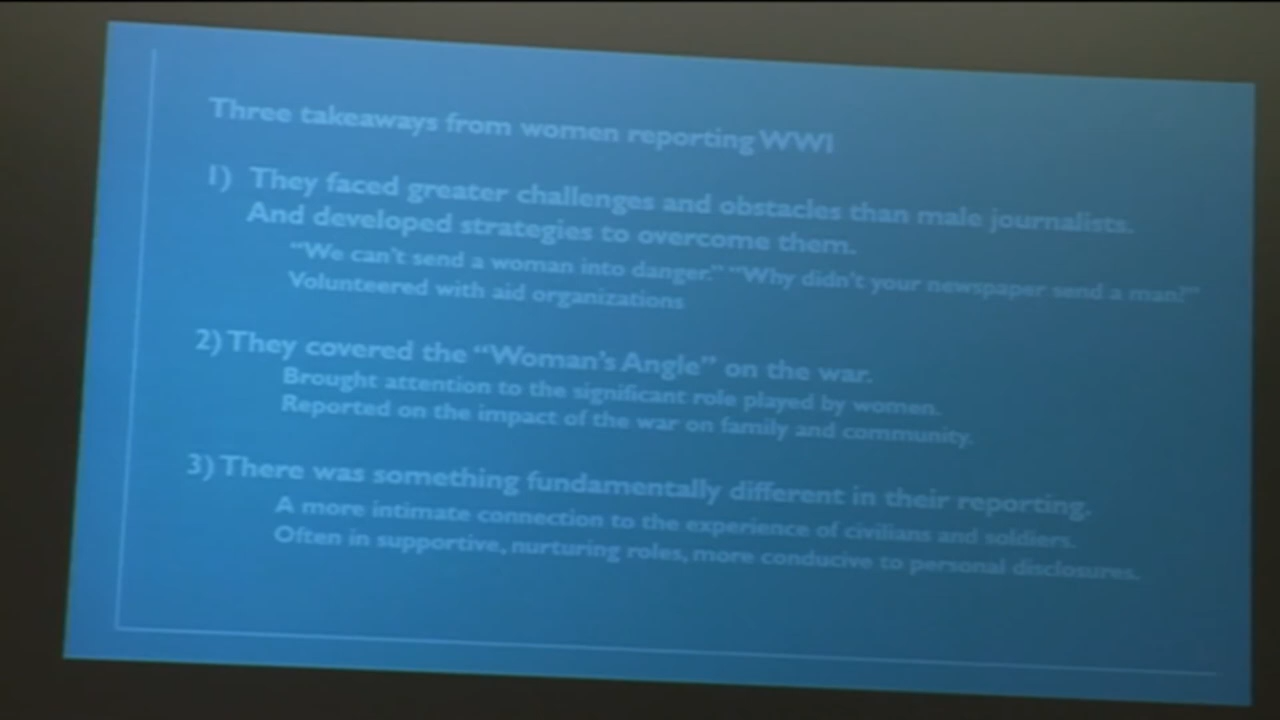 Three takeaways from women reporting WWI
1) They faced greater challenges and obstacles than male journalists.
And developed strategies to overcome them.
"We can't send a woman into danger." "Why didn't your newspaper send a man?"
Volunteered with aid organizations
2) They covered the "Woman's Angle" on the war.
Brought attention to the significant role played by women.
Reported on the impact of the war on family and community.
3) There was something fundamentally different in their reporting.
A more intimate connection to the experience of civilians and soldiers.
Often in supportive, nurturing roles, more conducive to personal disclosures.